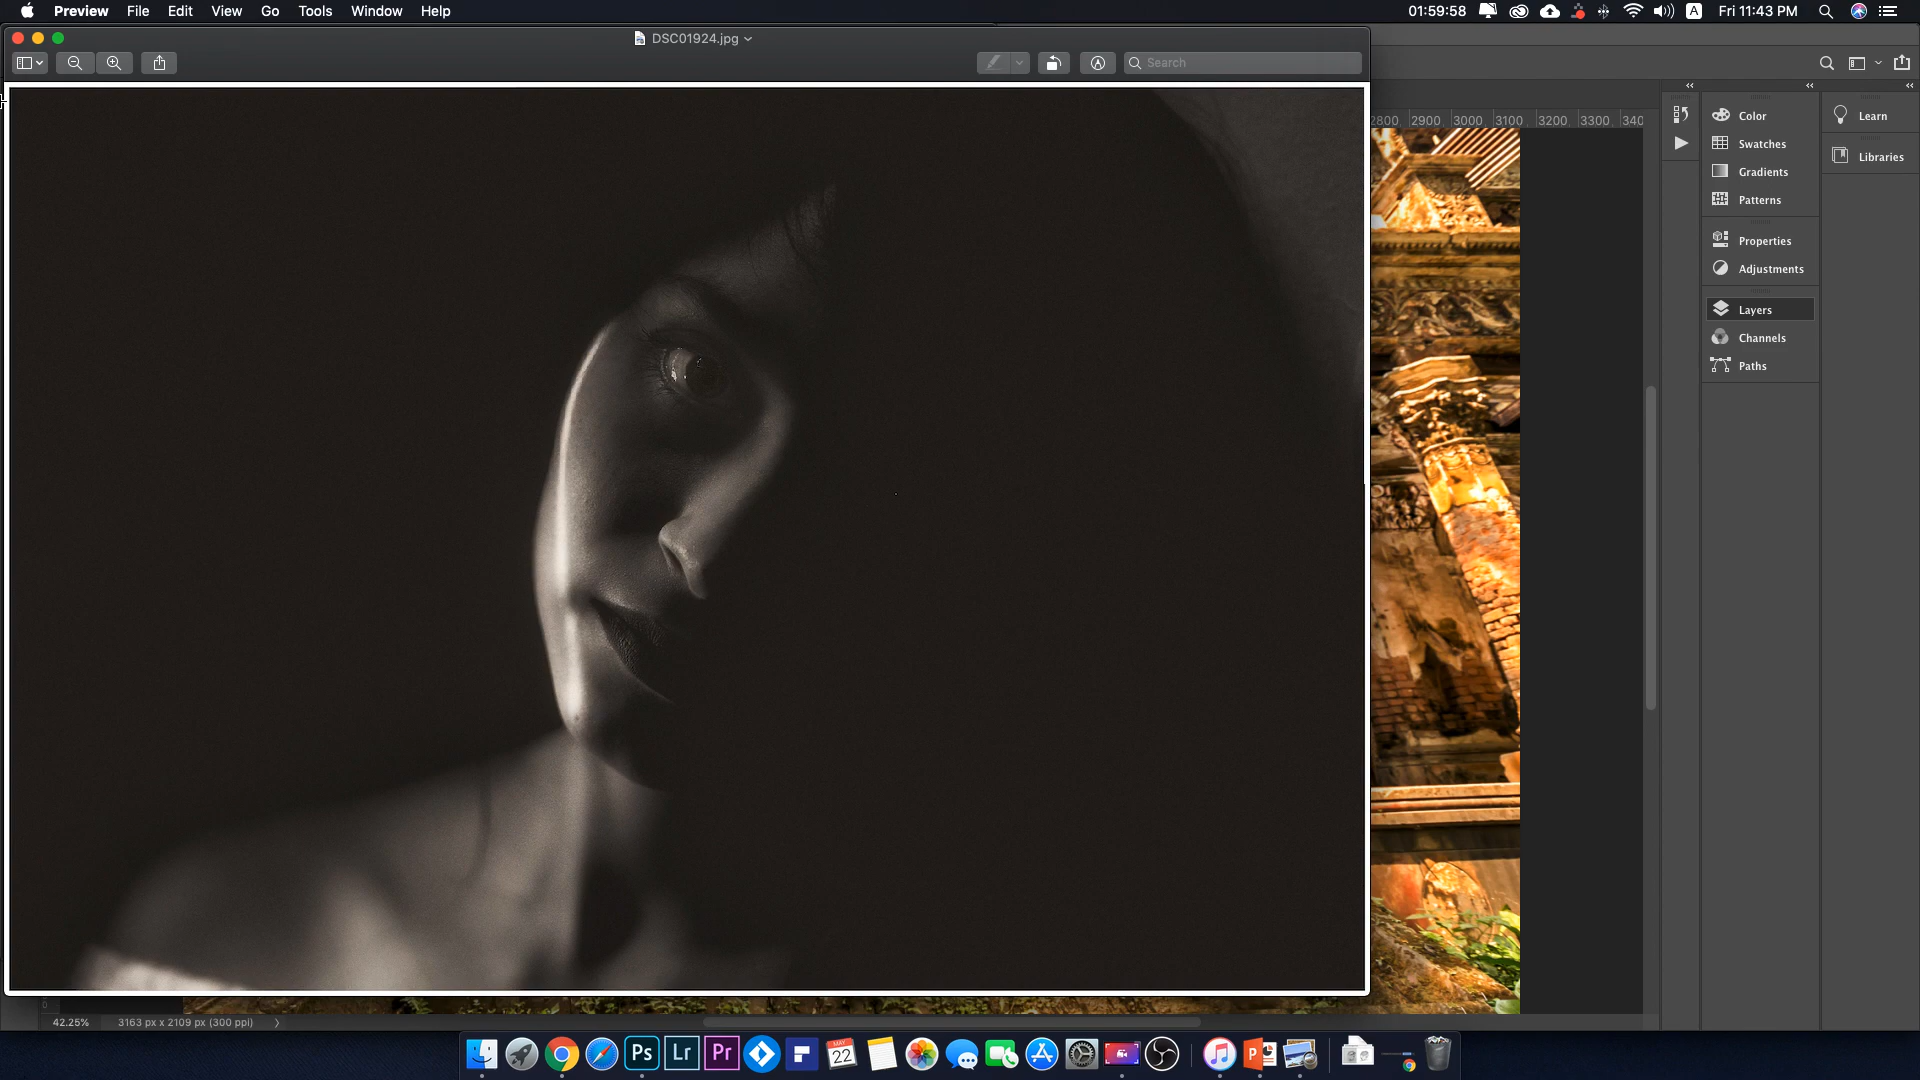 Preview File Edit View Go Tools Window Help 01:59:58 A Fri 11:43 PM
DSC01924.jpg
Search
2800 2900 3000 3100 3200 3300 340
Color
Learn
Swatches
Libraries
Gradients
Patterns
Properties
Adjustments
Layers
Channels
Paths
42.25% 3163 px x 2109 px (300 ppi)
Ps Lr Pr MAY 22 P